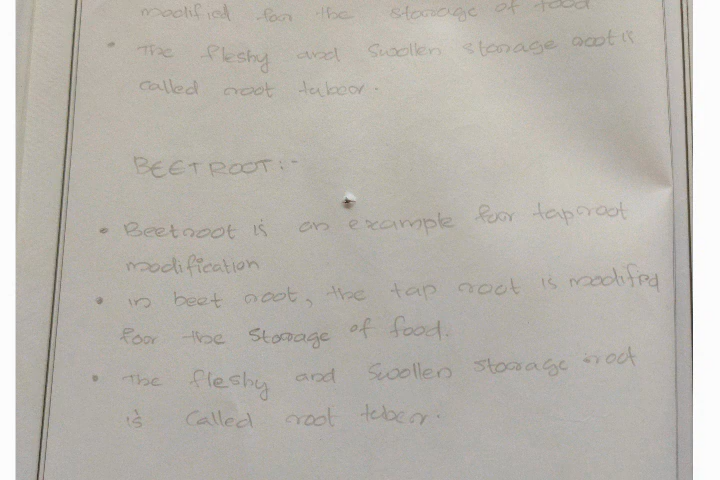 modified for the storage of food
• The fleshy and swollen storage root is
called root tuber.
BEETROOT:-
• Beetroot is an example for taproot
modification
• in beet root, the tap root is modified
for the storage of food.
• The fleshy and swollen storage root
is called root tuber.